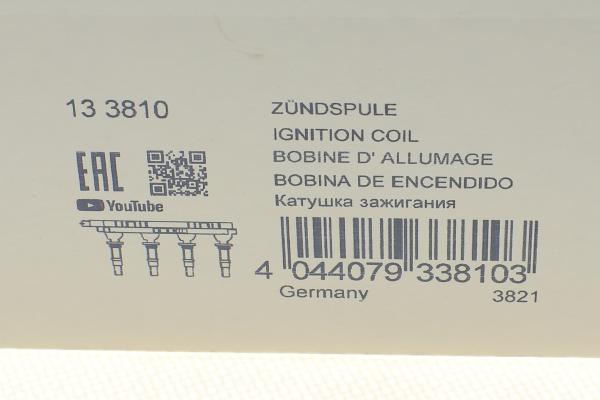 13 3810
EAC
YouTube
ZÜNDSPULE
IGNITION COIL
BOBINE D' ALLUMAGE
BOBINA DE ENCENDIDO
Катушка зажигания
4 044079 338103
Germany
3821